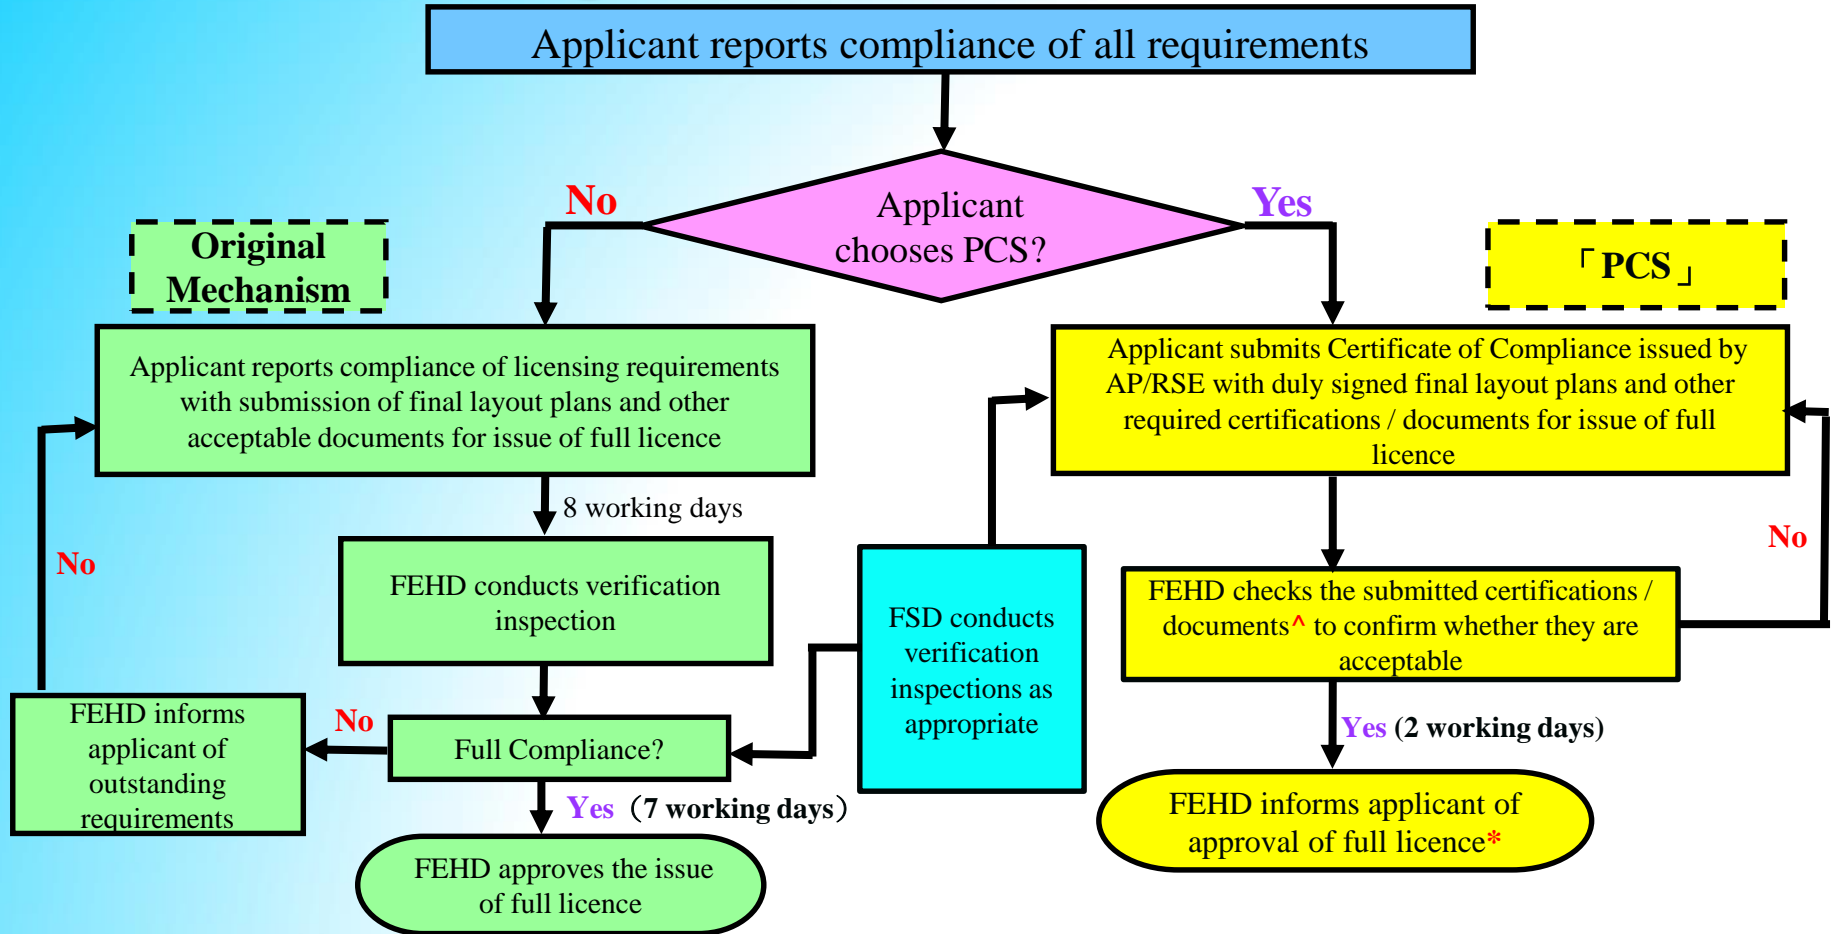 Applicant reports compliance of all requirements
Applicant
chooses PCS?
No
Yes
Original
Mechanism
「PCS」
Applicant reports compliance of licensing requirements
with submission of final layout plans and other
acceptable documents for issue of full licence
8 working days
FEHD conducts verification
inspection
Full Compliance?
No
FEHD informs
applicant of
outstanding
requirements
No
Yes（7 working days）
FEHD approves the issue
of full licence
FSD conducts
verification
inspections as
appropriate
Applicant submits Certificate of Compliance issued by
AP/RSE with duly signed final layout plans and other
required certifications / documents for issue of full
licence
FEHD checks the submitted certifications /
documents^ to confirm whether they are
acceptable
No
Yes (2 working days)
FEHD informs applicant of
approval of full licence*